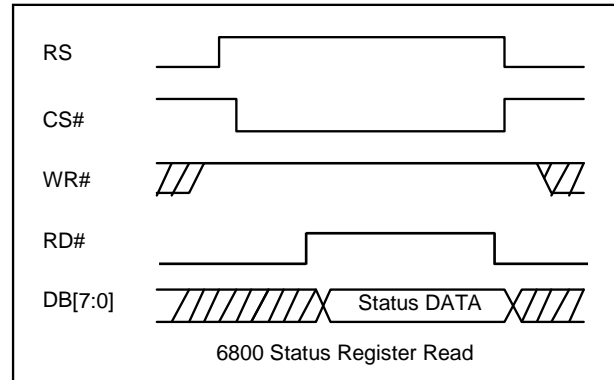 RS
CS#
WR#
RD#
DB[7:0]
Status DATA
6800 Status Register Read